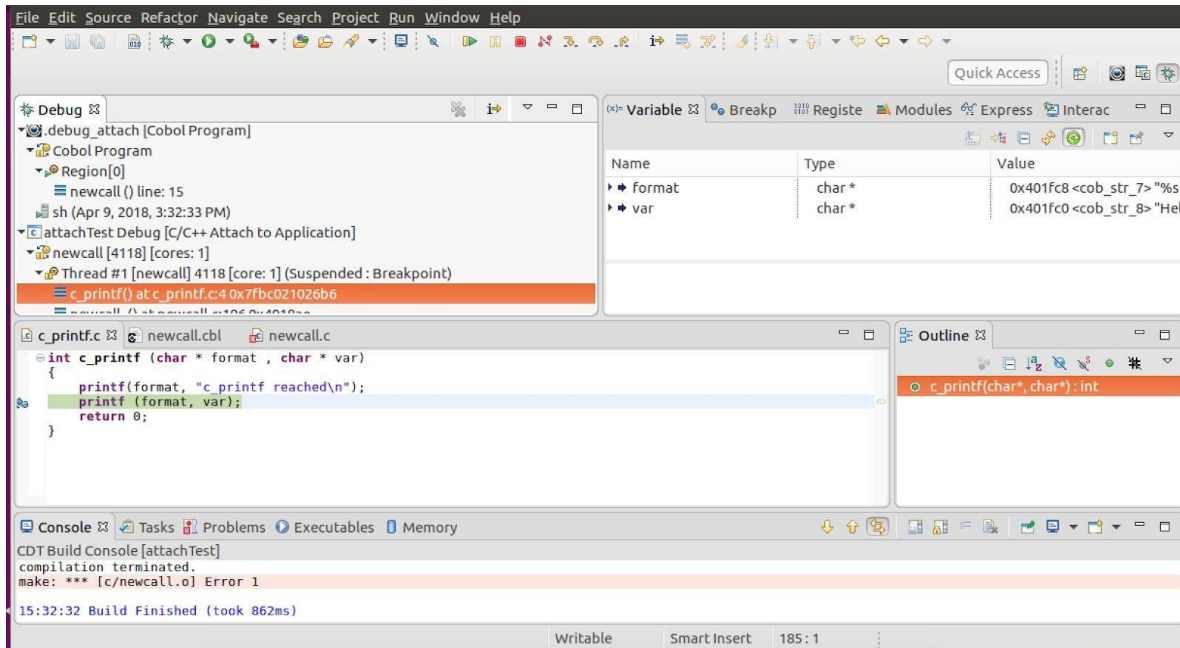 File Edit Source Refactor Navigate Search Project Run Window Help
Quick Access
Debug
.debug_attach [Cobol Program]
Cobol Program
Region[0]
newcall () line: 15
sh (Apr 9, 2018, 3:32:33 PM)
attachTest Debug [C/C++ Attach to Application]
newcall [4118] [cores: 1]
Thread #1 [newcall] 4118 [core: 1] (Suspended : Breakpoint)
c_printf() at c_printf.c:4 0x7fbc021026b6
(x)= Variable Breakp Registe Modules Express Interac
Name Type Value
format char * 0x401fc8 <cob_str_7> "%s
var char * 0x401fc0 <cob_str_8> "Hel
c_printf.c newcall.cbl newcall.c
int c_printf (char * format , char * var)
{
printf(format, "c_printf reached\n");
printf (format, var);
return 0;
}
Outline
c_printf(char*, char*) : int
Console Tasks Problems Executables Memory
CDT Build Console [attachTest]
compilation terminated.
make: *** [c/newcall.o] Error 1
15:32:32 Build Finished (took 862ms)
Writable Smart Insert 185 : 1